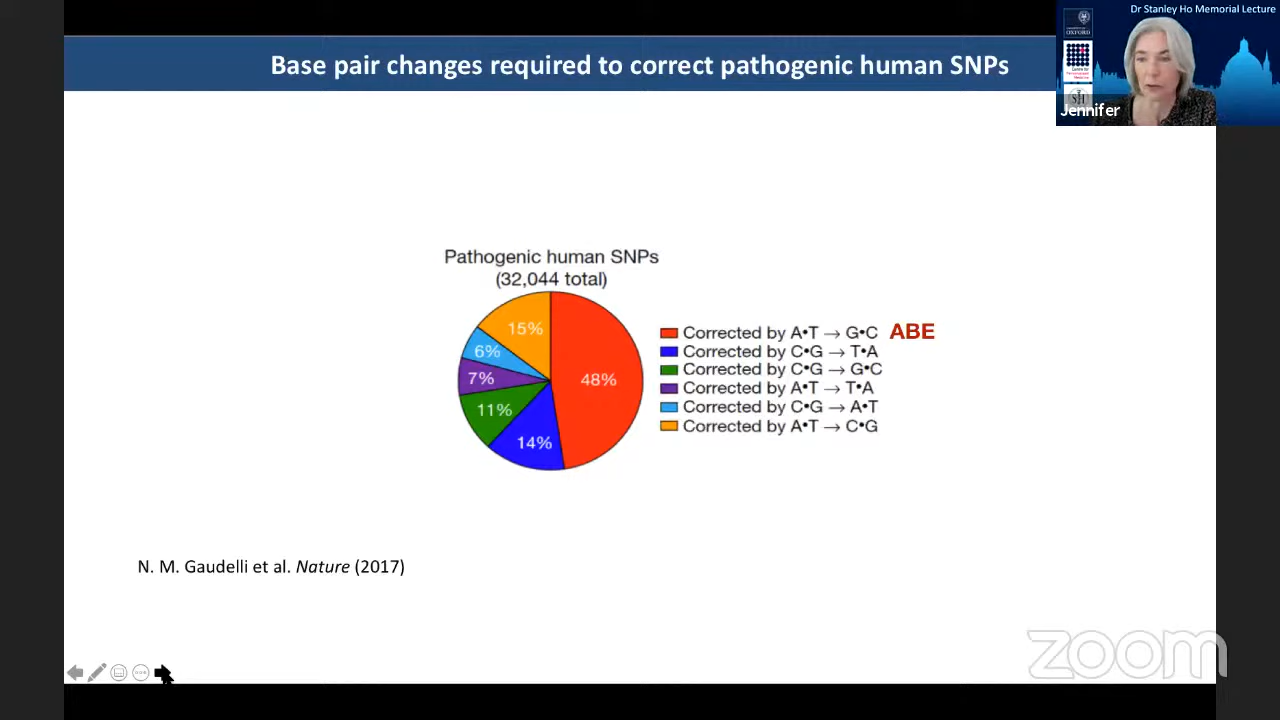 Dr Stanley Ho Memorial Lecture
Base pair changes required to correct pathogenic human SNPs
OXFORD
SH
Jennifer
Pathogenic human SNPs
(32,044 total)
15%
6%
7%
11%
14%
48%
Corrected by A•T → G•C ABE
Corrected by C•G → T•A
Corrected by C•G → G•C
Corrected by A•T → T•A
Corrected by C•G → A•T
Corrected by A•T → C•G
N. M. Gaudelli et al. Nature (2017)
zoom